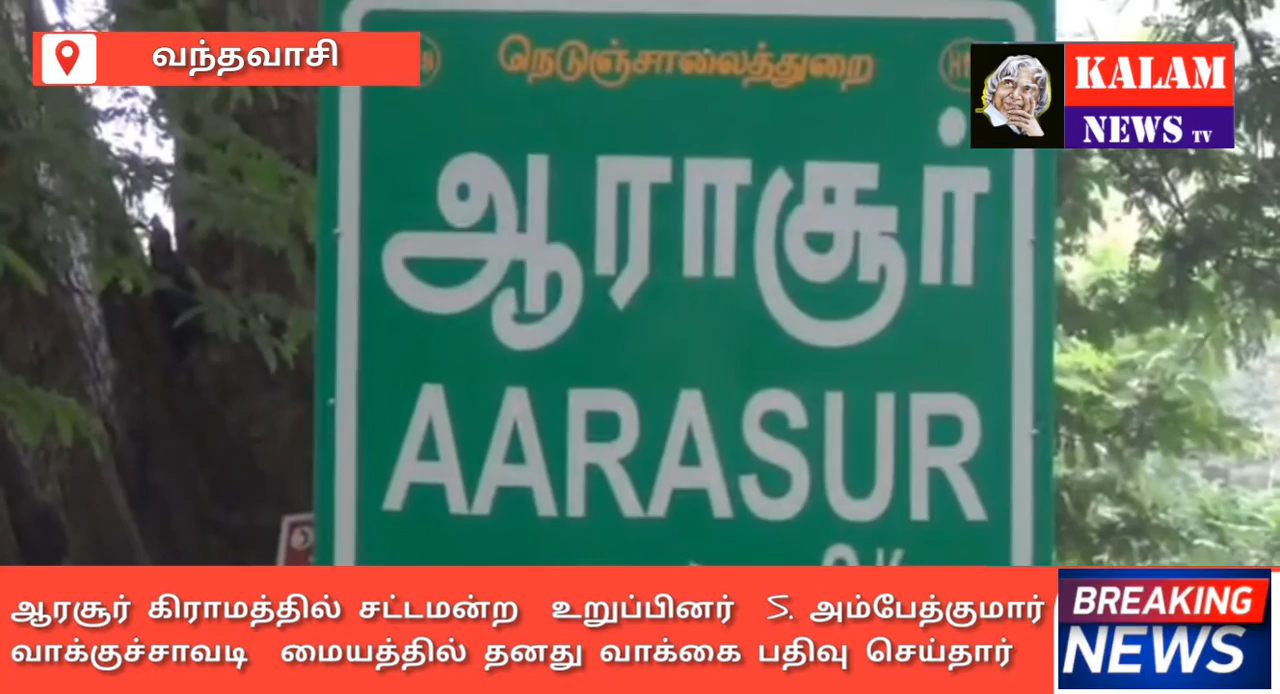 வந்தவாசி
நெடுஞ்சாலைத்துறை
KALAM
NEWS TV
ஆராசூர்
AARASUR
ஆரசூர் கிராமத்தில் சட்டமன்ற உறுப்பினர் S. அம்பேத்குமார்
வாக்குச்சாவடி மையத்தில் தனது வாக்கை பதிவு செய்தார்
BREAKING
NEWS